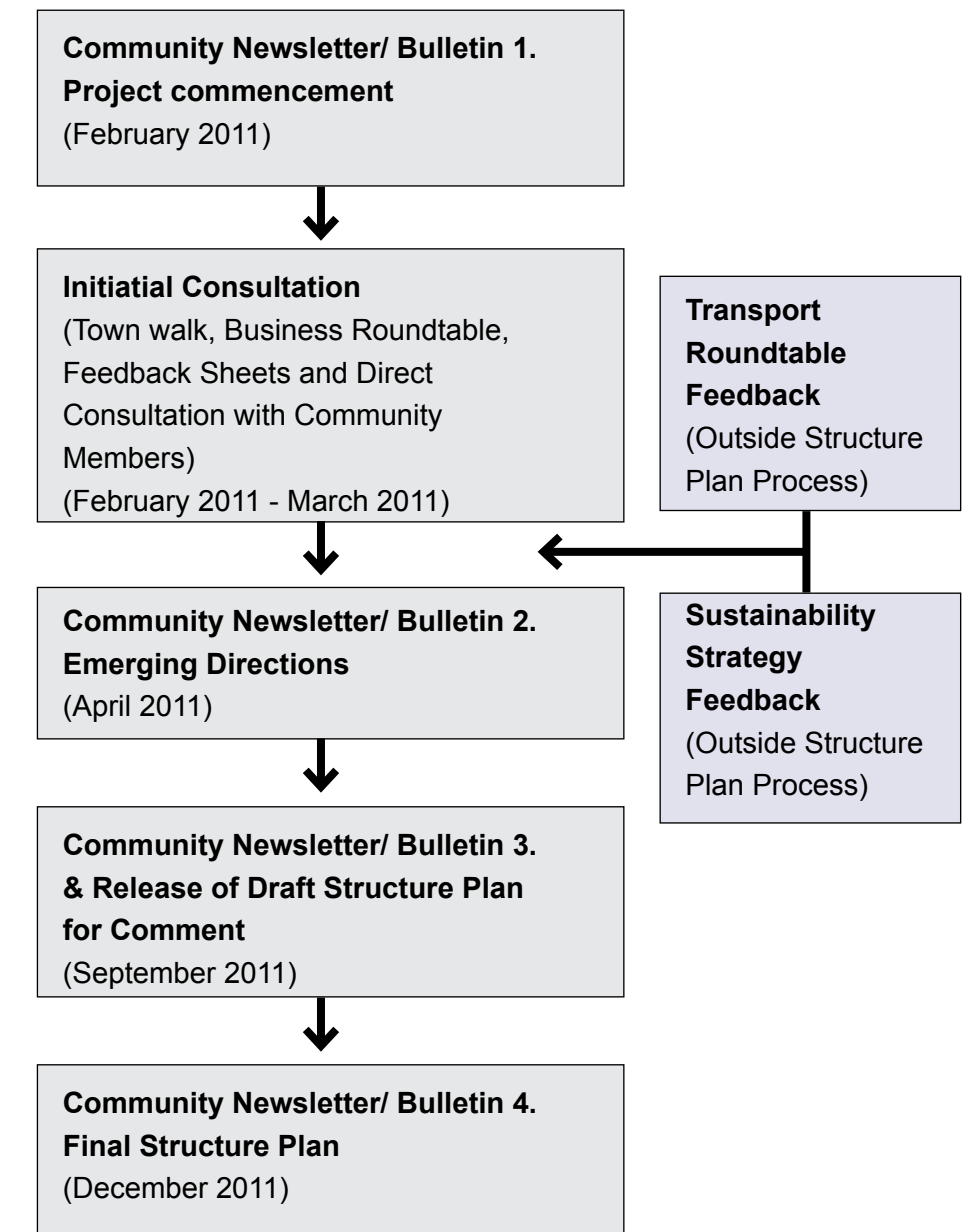 Community Newsletter/ Bulletin 1.
Project commencement
(February 2011)
Initiatial Consultation
(Town walk, Business Roundtable,
Feedback Sheets and Direct
Consultation with Community
Members)
(February 2011 - March 2011)
Transport
Roundtable
Feedback
(Outside Structure
Plan Process)
Community Newsletter/ Bulletin 2.
Emerging Directions
(April 2011)
Sustainability
Strategy
Feedback
(Outside Structure
Plan Process)
Community Newsletter/ Bulletin 3.
& Release of Draft Structure Plan
for Comment
(September 2011)
Community Newsletter/ Bulletin 4.
Final Structure Plan
(December 2011)